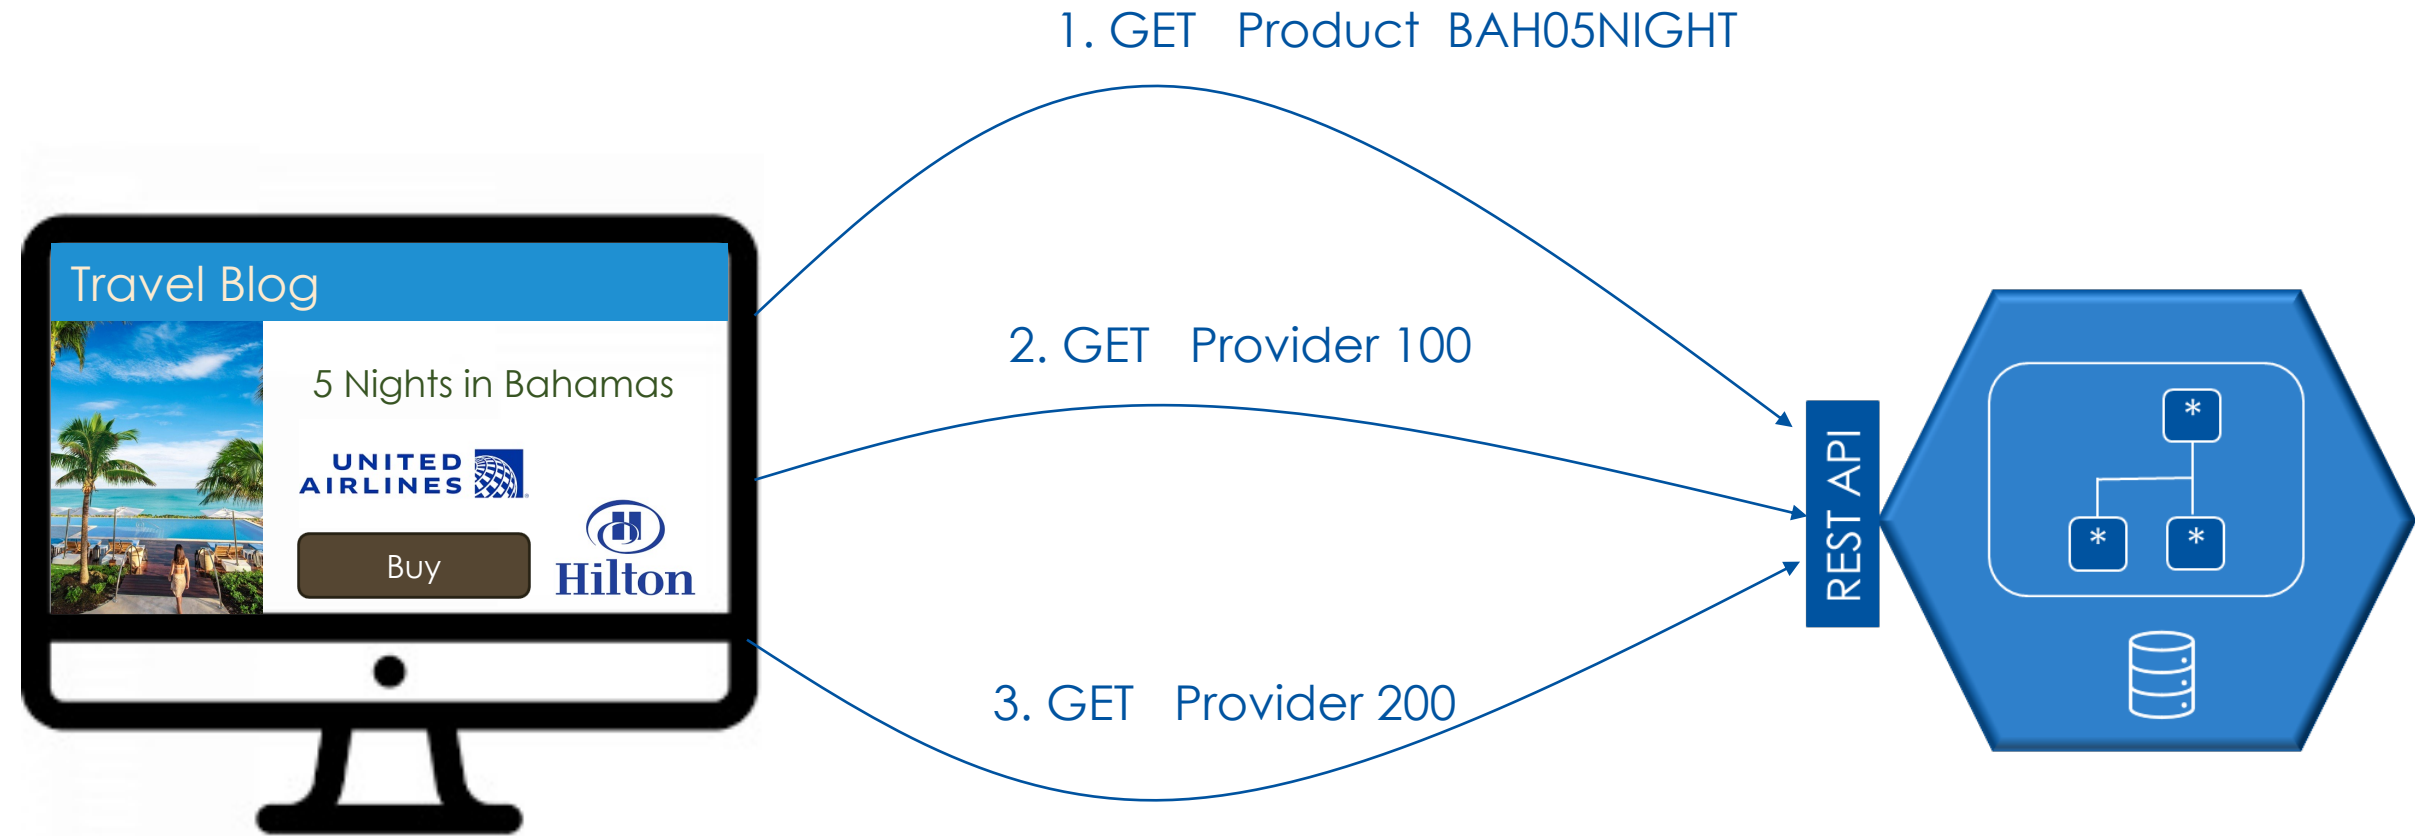 1. GET Product BAH05NIGHT
Travel Blog
5 Nights in Bahamas
UNITED
AIRLINES
Buy
Hilton
2. GET Provider 100
3. GET Provider 200
REST API
*
* *